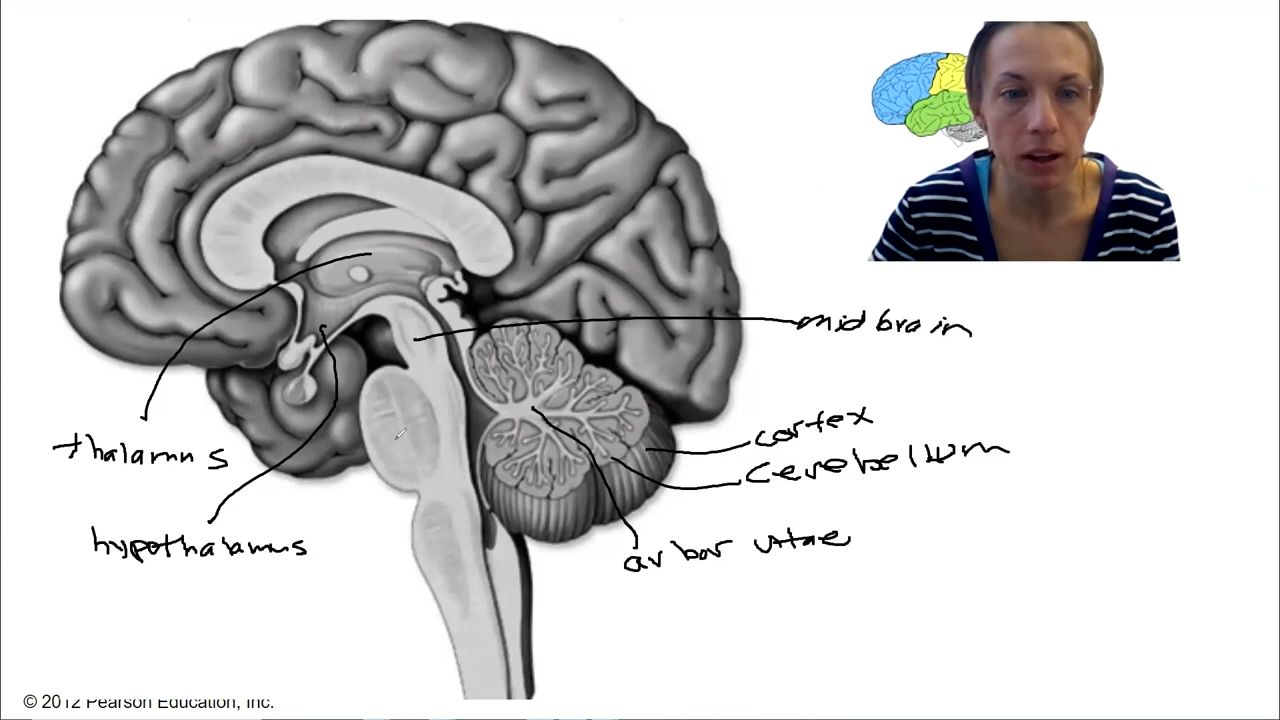 midbrain
cortex
cerebellum
thalamus
hypothalamus
arbor vitae
© 2012 Pearson Education, Inc.